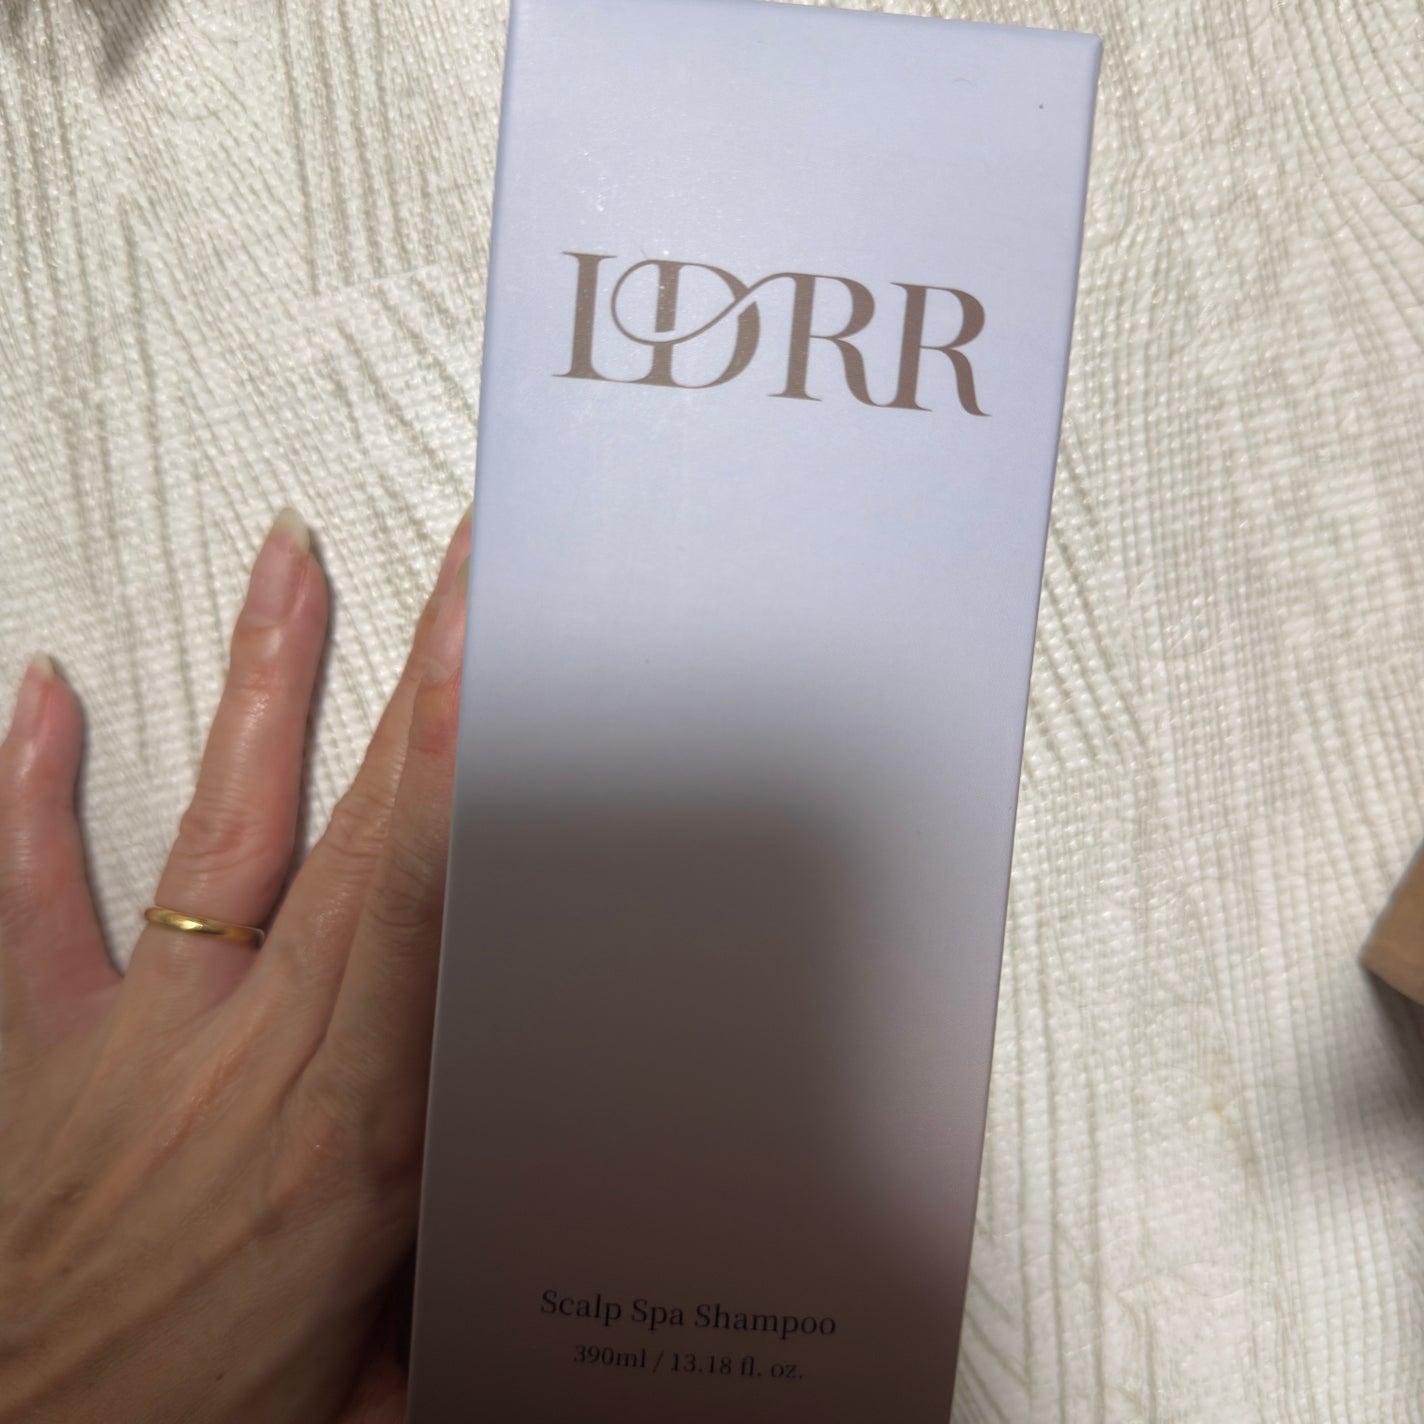 LDRR
Scalp Spa Shampoo
390ml / 13.18 fl. oz.